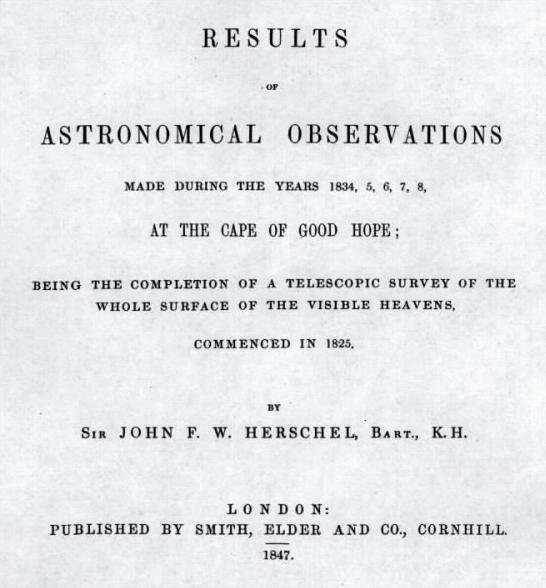 RESULTS
OF
ASTRONOMICAL OBSERVATIONS
MADE DURING THE YEARS 1834, 5, 6, 7, 8,
AT THE CAPE OF GOOD HOPE;
BEING THE COMPLETION OF A TELESCOPIC SURVEY OF THE
WHOLE SURFACE OF THE VISIBLE HEAVENS,
COMMENCED IN 1825,
BY
SIR JOHN F. W. HERSCHEL, BART., K.H.
LONDON:
PUBLISHED BY SMITH, ELDER AND CO., CORNHILL.
1847.